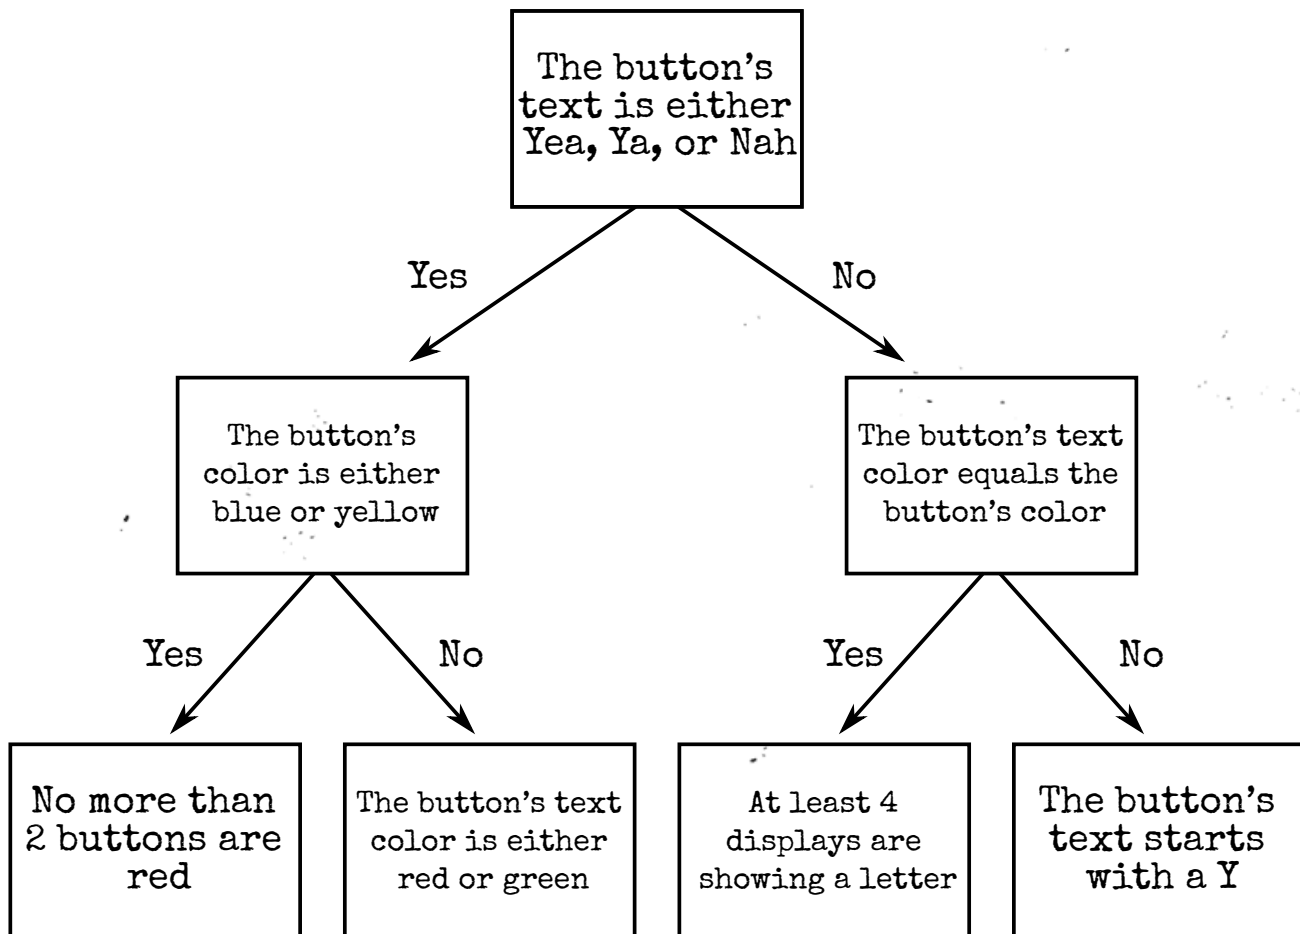 The button's
text is either
Yea, Ya, or Nah
Yes
No
The button's
color is either
blue or yellow
The button's text
color equals the
button's color
Yes
No
Yes
No
No more than
2 buttons are
red
The button's text
color is either
red or green
At least 4
displays are
showing a letter
The button's
text starts
with a Y